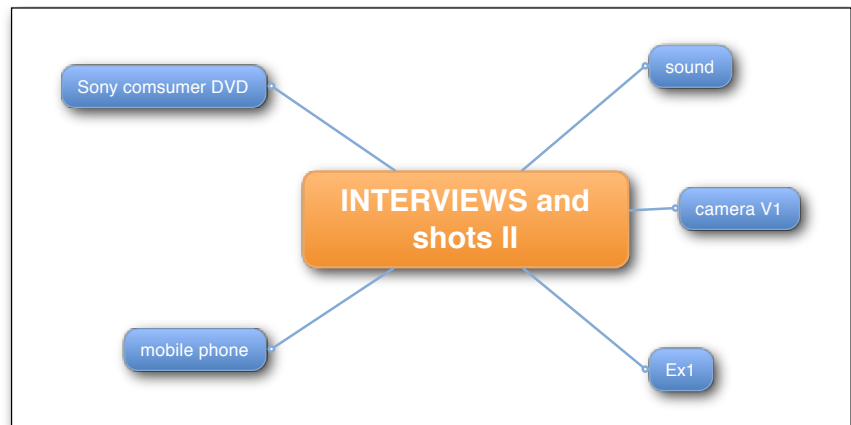 Sony comsumer DVD
sound
INTERVIEWS and
shots II
camera V1
mobile phone
Ex1